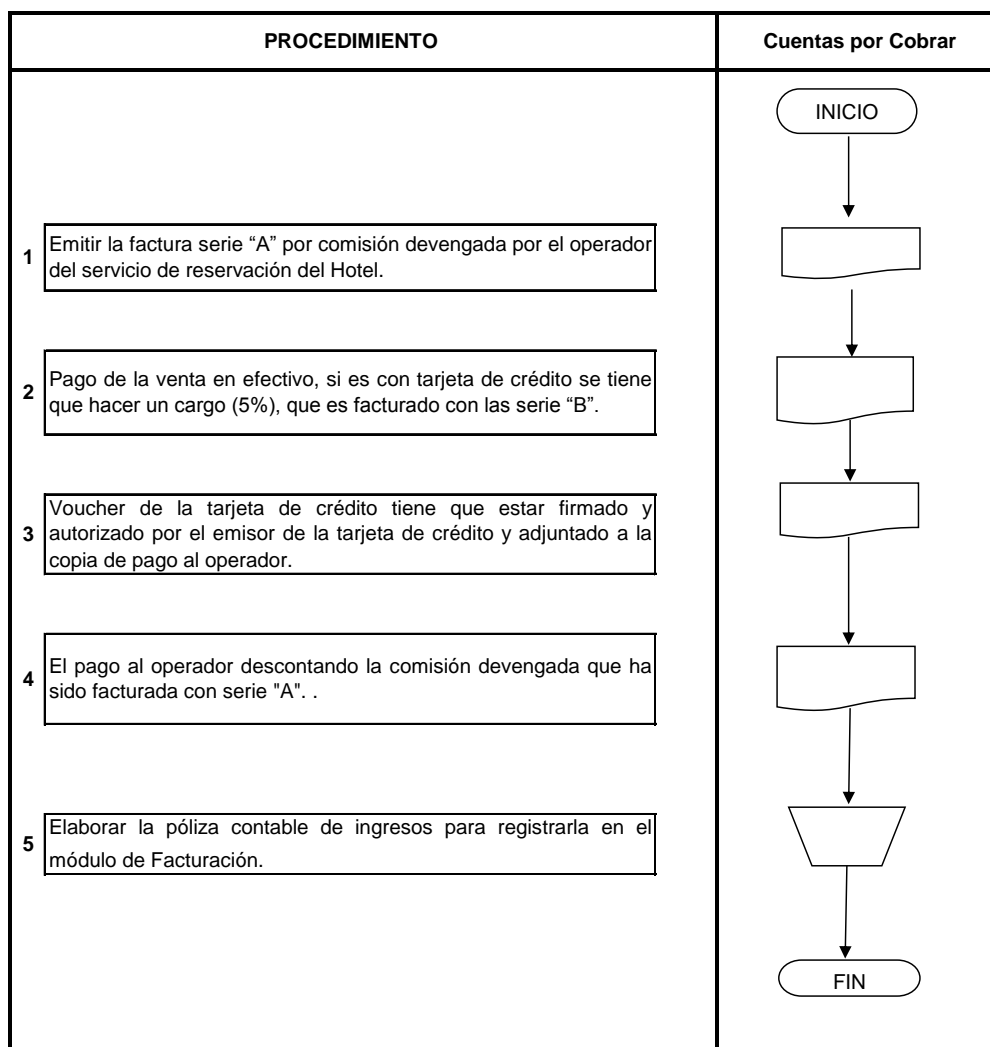 PROCEDIMIENTO
Cuentas por Cobrar
INICIO
1
Emitir la factura serie “A” por comisión devengada por el operador
del servicio de reservación del Hotel.
2
Pago de la venta en efectivo, si es con tarjeta de crédito se tiene
que hacer un cargo (5%), que es facturado con las serie “B”.
3
Voucher de la tarjeta de crédito tiene que estar firmado y
autorizado por el emisor de la tarjeta de crédito y adjuntado a la
copia de pago al operador.
4
El pago al operador descontando la comisión devengada que ha
sido facturada con serie "A". .
5
Elaborar la póliza contable de ingresos para registrarla en el
módulo de Facturación.
FIN